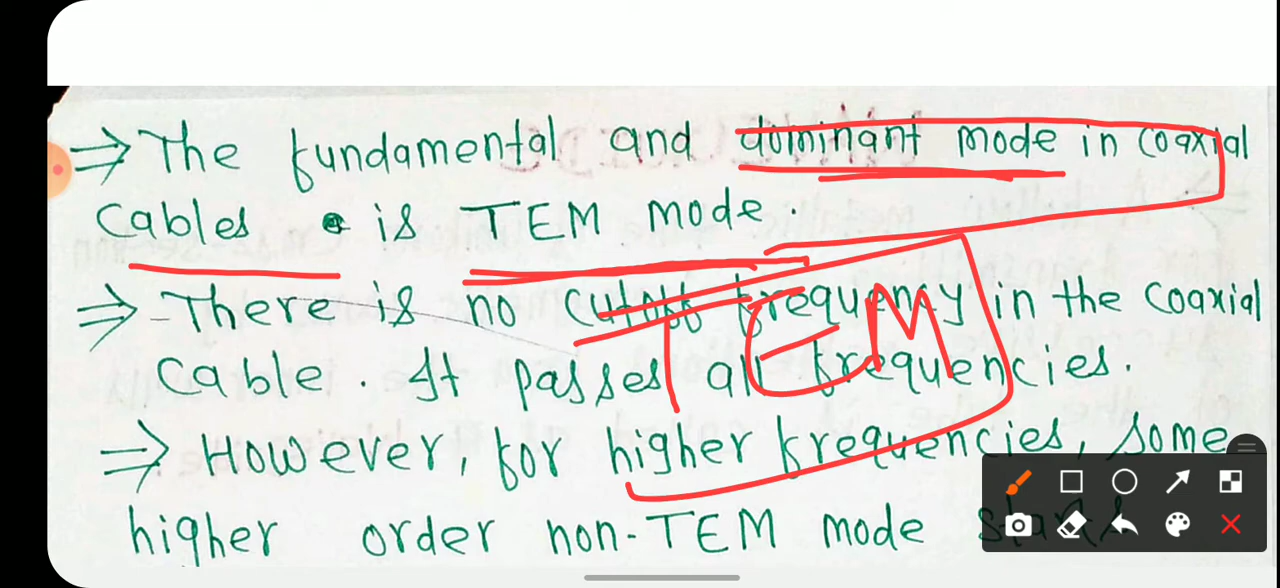 ⇒ The fundamental and dominant mode in coaxial
cables is TEM mode.
⇒ There is no cutoff frequency in the coaxial
cable. It passes all frequencies.
TEM
⇒ However, for higher frequencies, some
higher order non-TEM mode starts